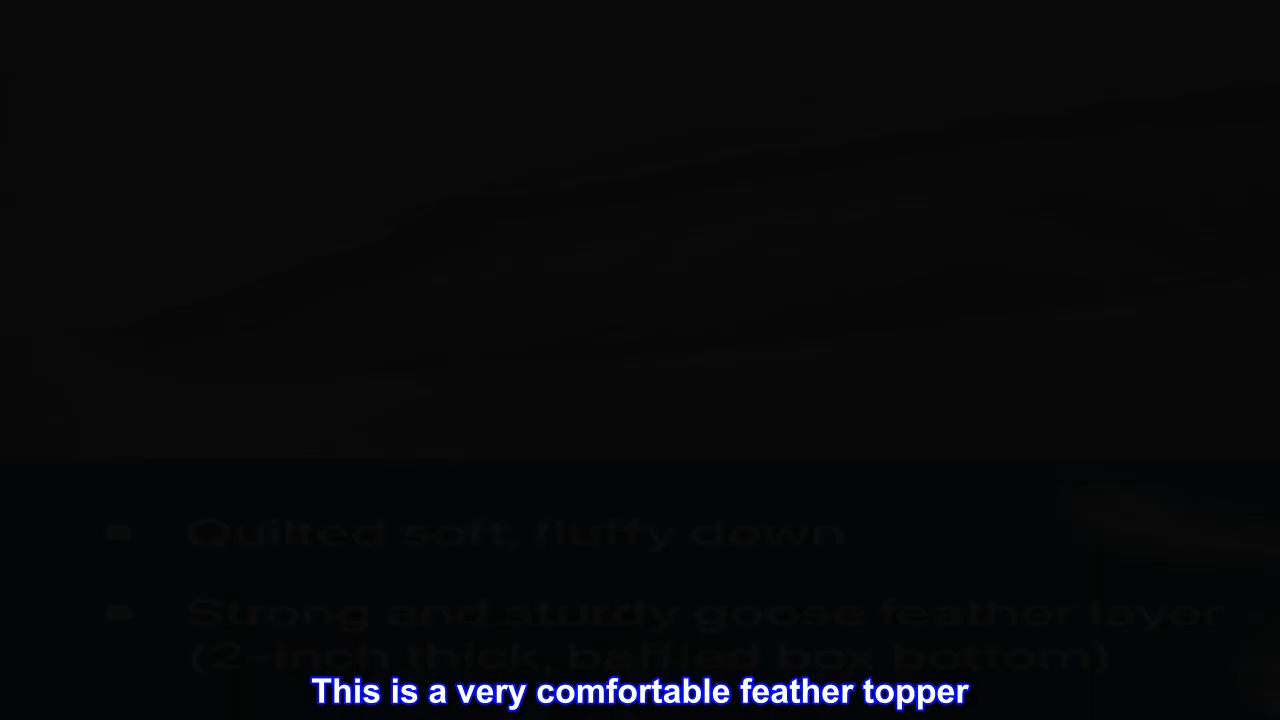 Quilted soft, fluffy down
Strong and sturdy goose feather layer
(2-inch thick, baffled box bottom)
This is a very comfortable feather topper